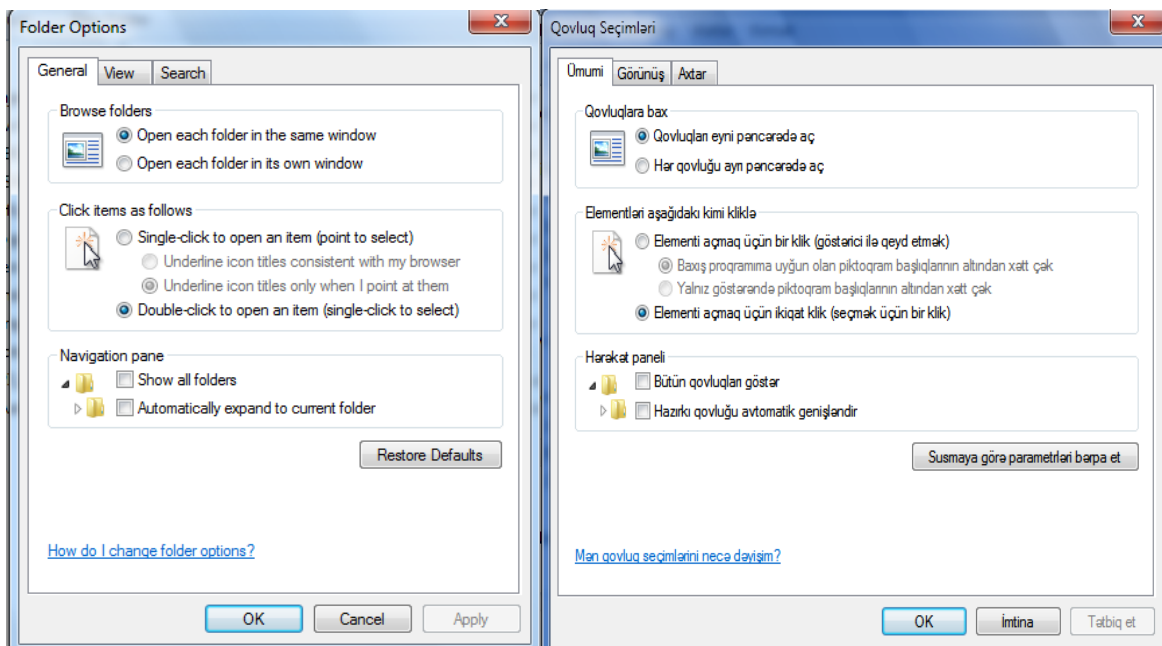 Folder Options
General View Search
Browse folders
Open each folder in the same window
Open each folder in its own window
Click items as follows
Single-click to open an item (point to select)
Underline icon titles consistent with my browser
Underline icon titles only when I point at them
Double-click to open an item (single-click to select)
Navigation pane
Show all folders
Automatically expand to current folder
Restore Defaults
How do I change folder options?
OK Cancel Apply
Qovluq Seçimləri
Ümumi Görünüş Axtar
Qovluqlara bax
Qovluqları eyni pəncərədə aç
Hər qovluğu ayrı pəncərədə aç
Elementləri aşağıdakı kimi kliklə
Elementi açmaq üçün bir klik (göstərici ilə qeyd etmək)
Baxış proqramıma uyğun olan piktoqram başlıqlarının altından xətt çək
Yalnız göstərəndə piktoqram başlıqlarının altından xətt çək
Elementi açmaq üçün ikiqat klik (seçmək üçün bir klik)
Hərəkət paneli
Bütün qovluqları göstər
Hazırkı qovluğu avtomatik genişləndir
Susmaya görə parametrləri bərpa et
Mən qovluq seçimlərini necə dəyişim?
OK İmtina Tətbiq et